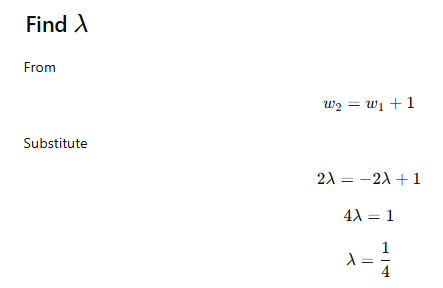 Find λ
From
w₂ = w₁ + 1
Substitute
2λ = −2λ + 1
4λ = 1
λ = 1/4